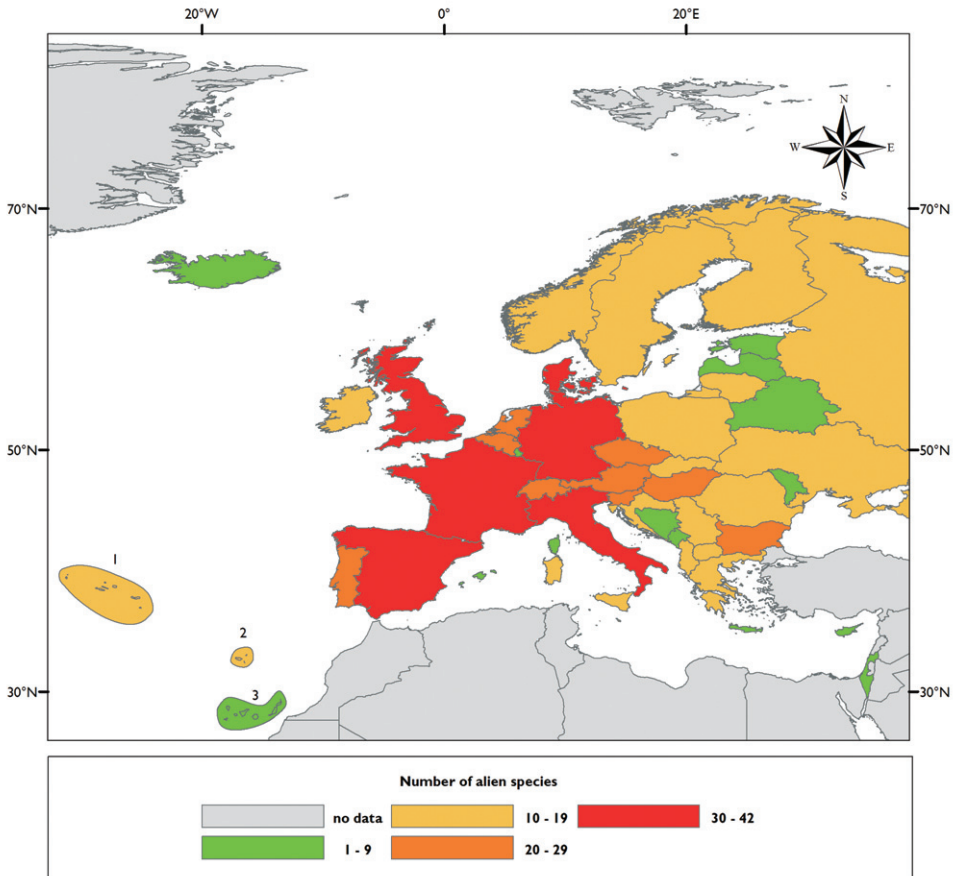 20°W 0° 20°E
N
W E
S
70°N 70°N
50°N 50°N
1
2
3
30°N 30°N
Number of alien species
no data 10 - 19 30 - 42
1 - 9 20 - 29